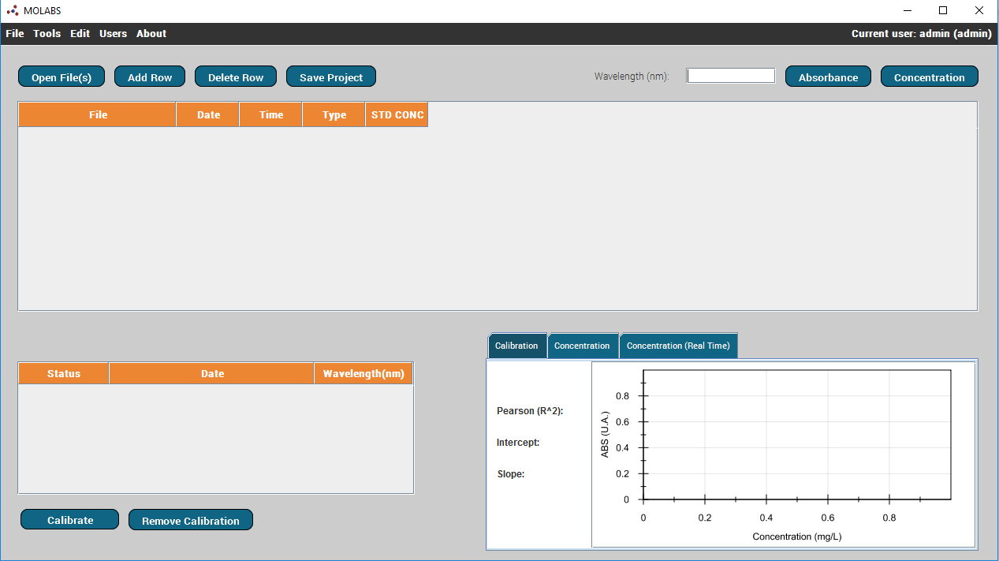 MOLABS
File Tools Edit Users About Current user: admin (admin)
Open File(s) Add Row Delete Row Save Project Wavelength (nm): Absorbance Concentration
File Date Time Type STD CONC
Calibration Concentration Concentration (Real Time)
Status Date Wavelength(nm)
Pearson (R^2):
Intercept:
Slope:
ABS (U.A.)
0.8
0.6
0.4
0.2
0
0 0.2 0.4 0.6 0.8
Concentration (mg/L)
Calibrate Remove Calibration